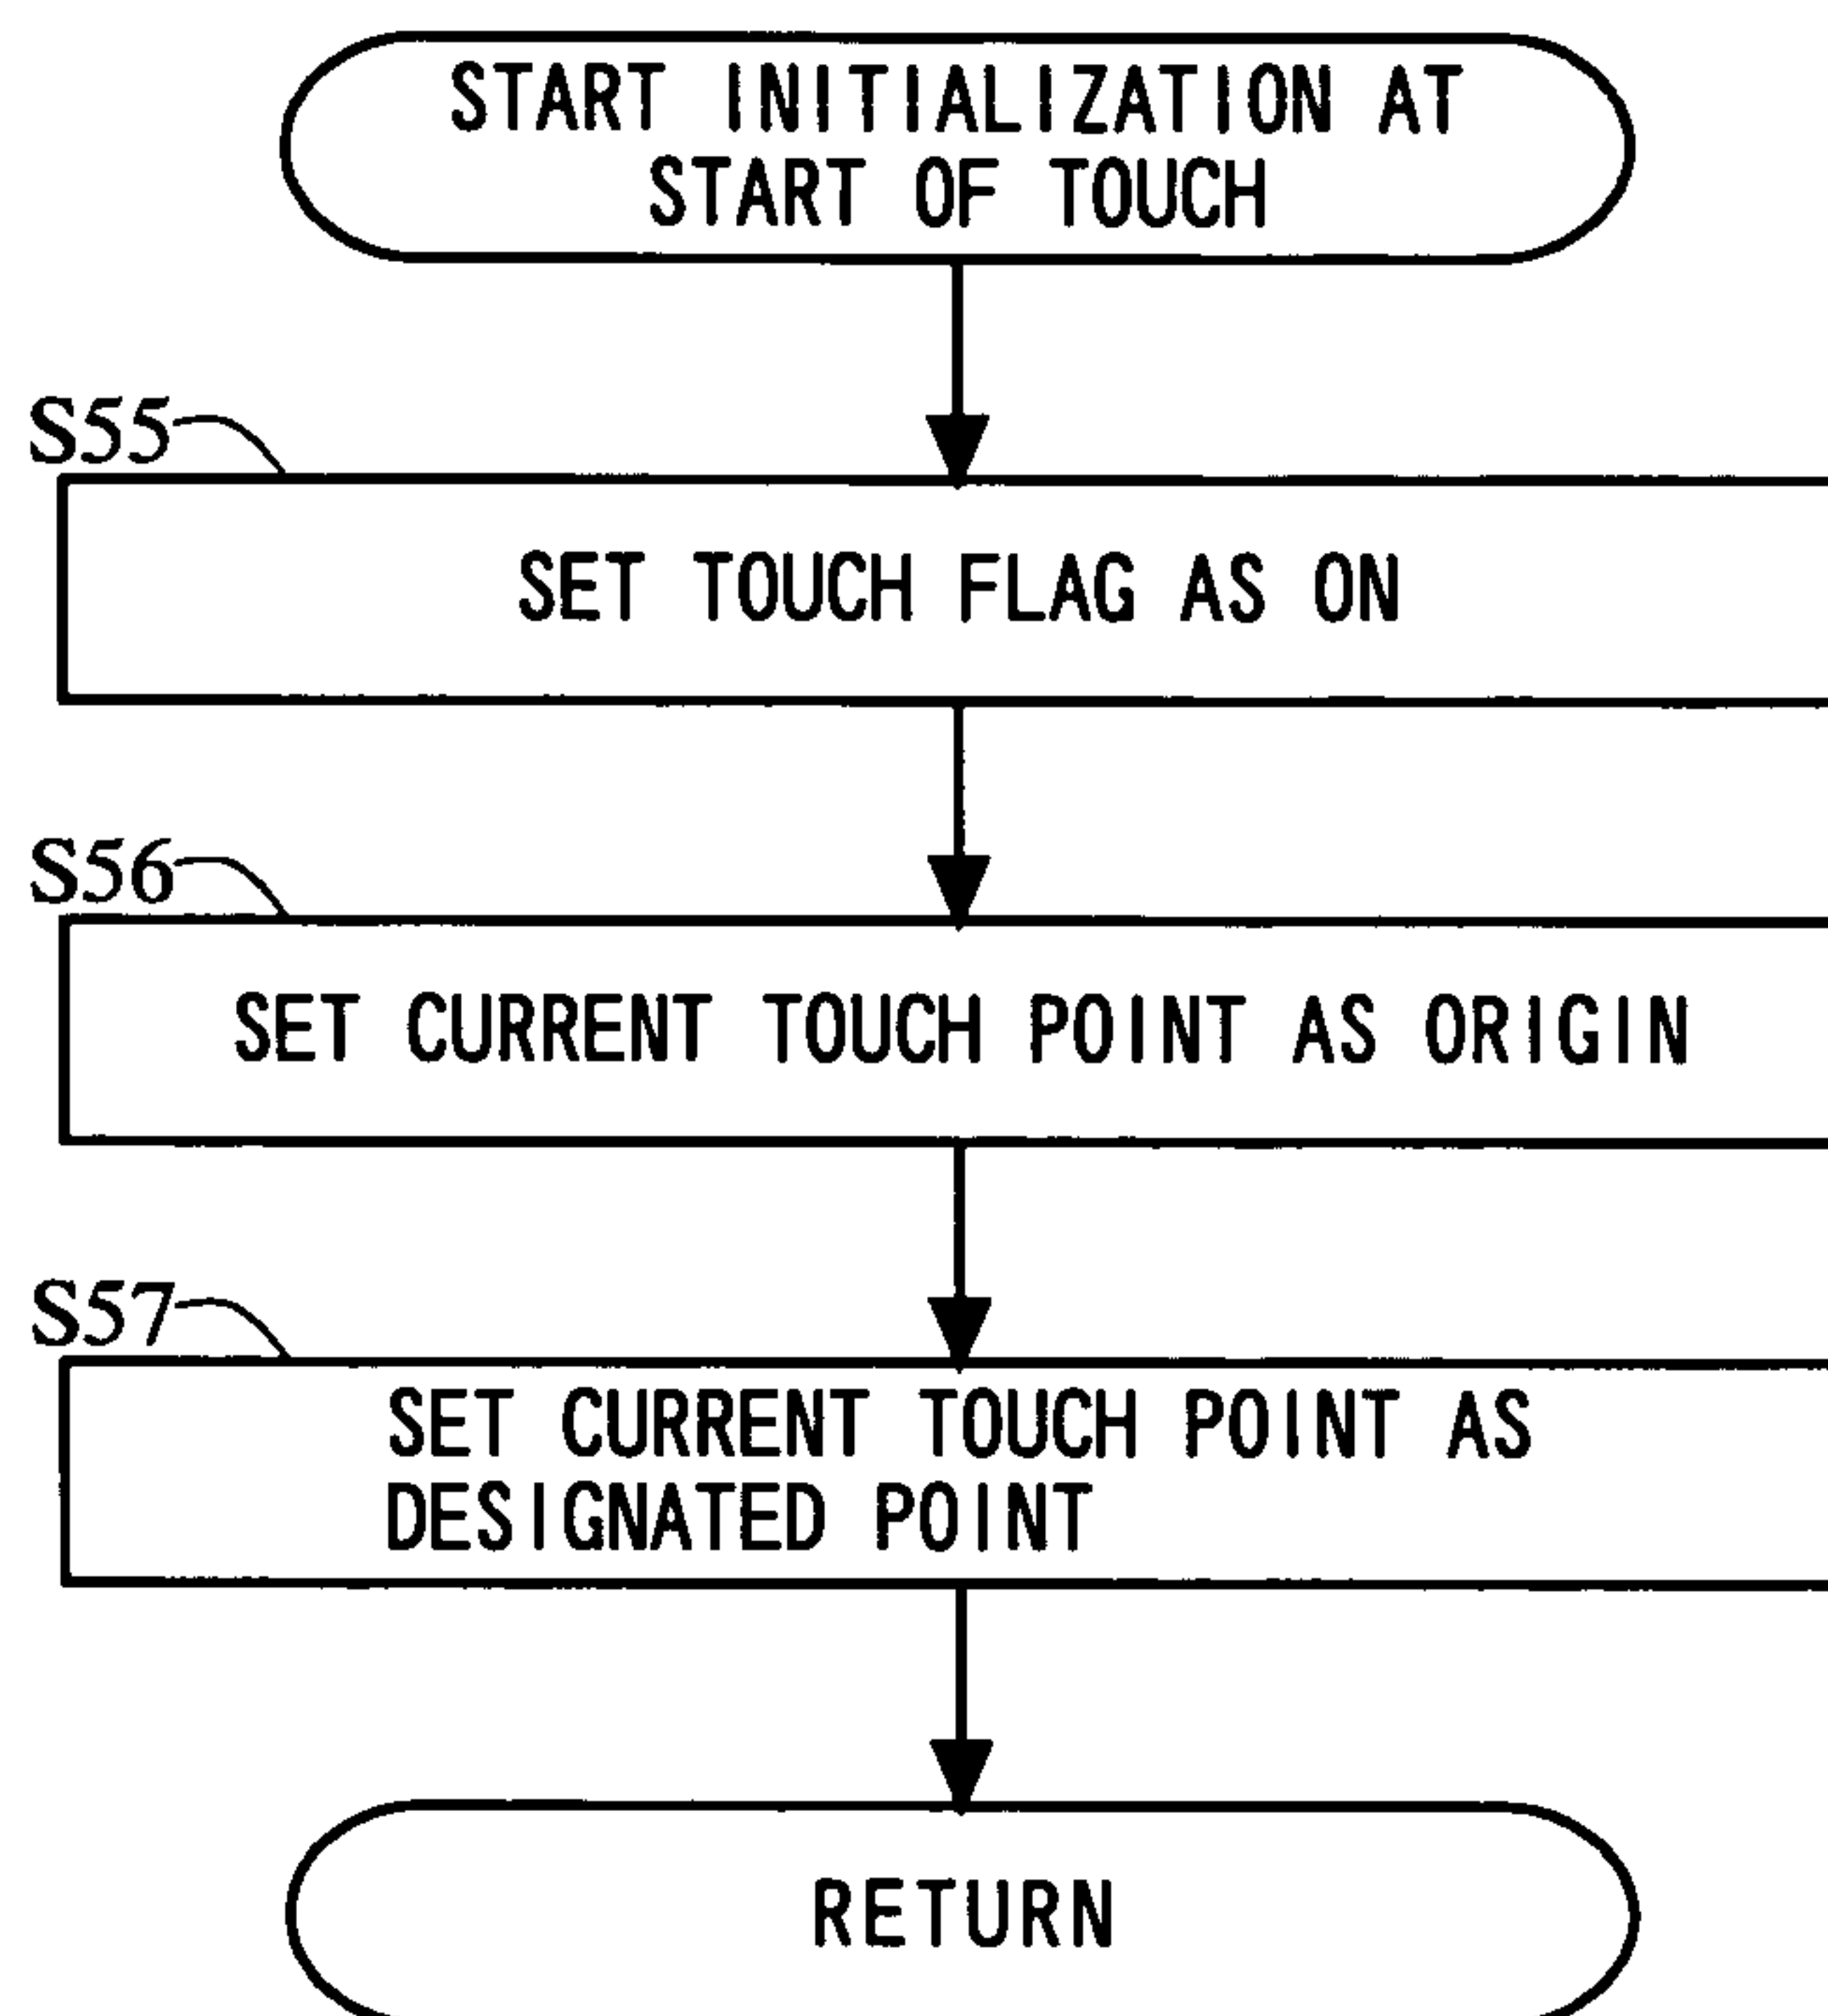 START INITIALIZATION AT
START OF TOUCH
S55
SET TOUCH FLAG AS ON
S56
SET CURRENT TOUCH POINT AS ORIGIN
S57
SET CURRENT TOUCH POINT AS
DESIGNATED POINT
RETURN